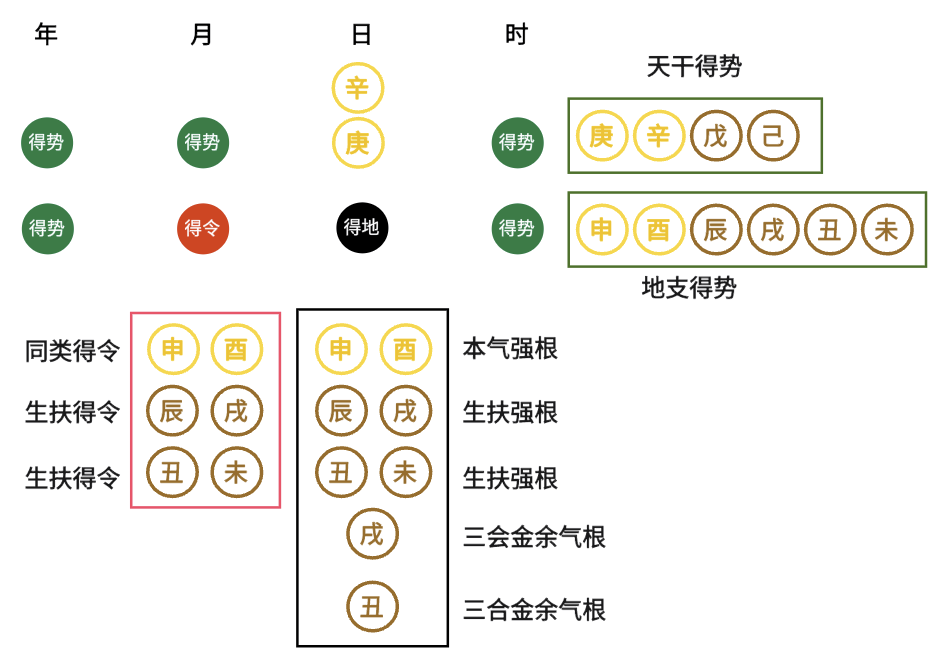 年 月 日 时
天干得势
辛
得势 得势 庚 得势 庚 辛 戊 己
得势 得令 得地 得势 申 酉 辰 戌 丑 未
地支得势
同类得令 申 酉 申 酉 本气强根
生扶得令 辰 戌 辰 戌 生扶强根
生扶得令 丑 未 丑 未 生扶强根
戌 三会金余气根
丑 三合金余气根